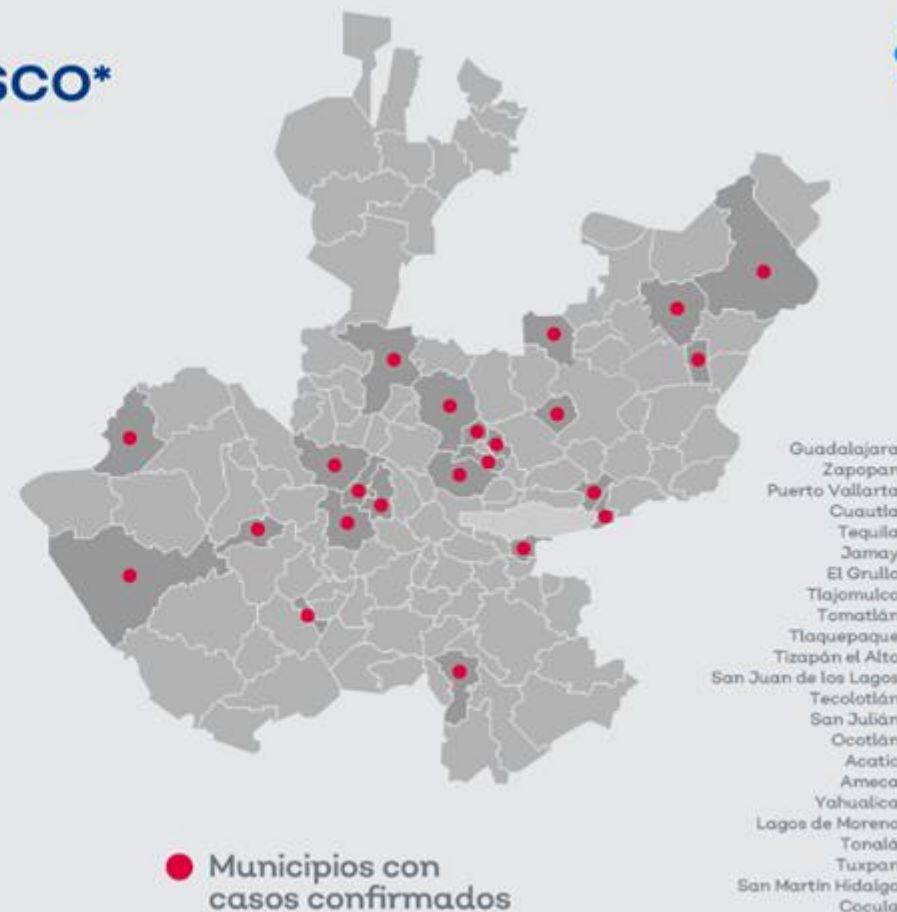 SCO*
Guadalajara
Zapopan
Puerto Vallarta
Cuautla
Tequila
Jamay
El Grullo
Tlajomulco
Tomatlán
Tlaquepaque
Tizapán el Alto
San Juan de los Lagos
Tecolotlán
San Julián
Ocotlán
Acatic
Ameca
Yahualica
Lagos de Moreno
Tonalá
Tuxpan
San Martín Hidalgo
Cocula
Municipios con
casos confirmados